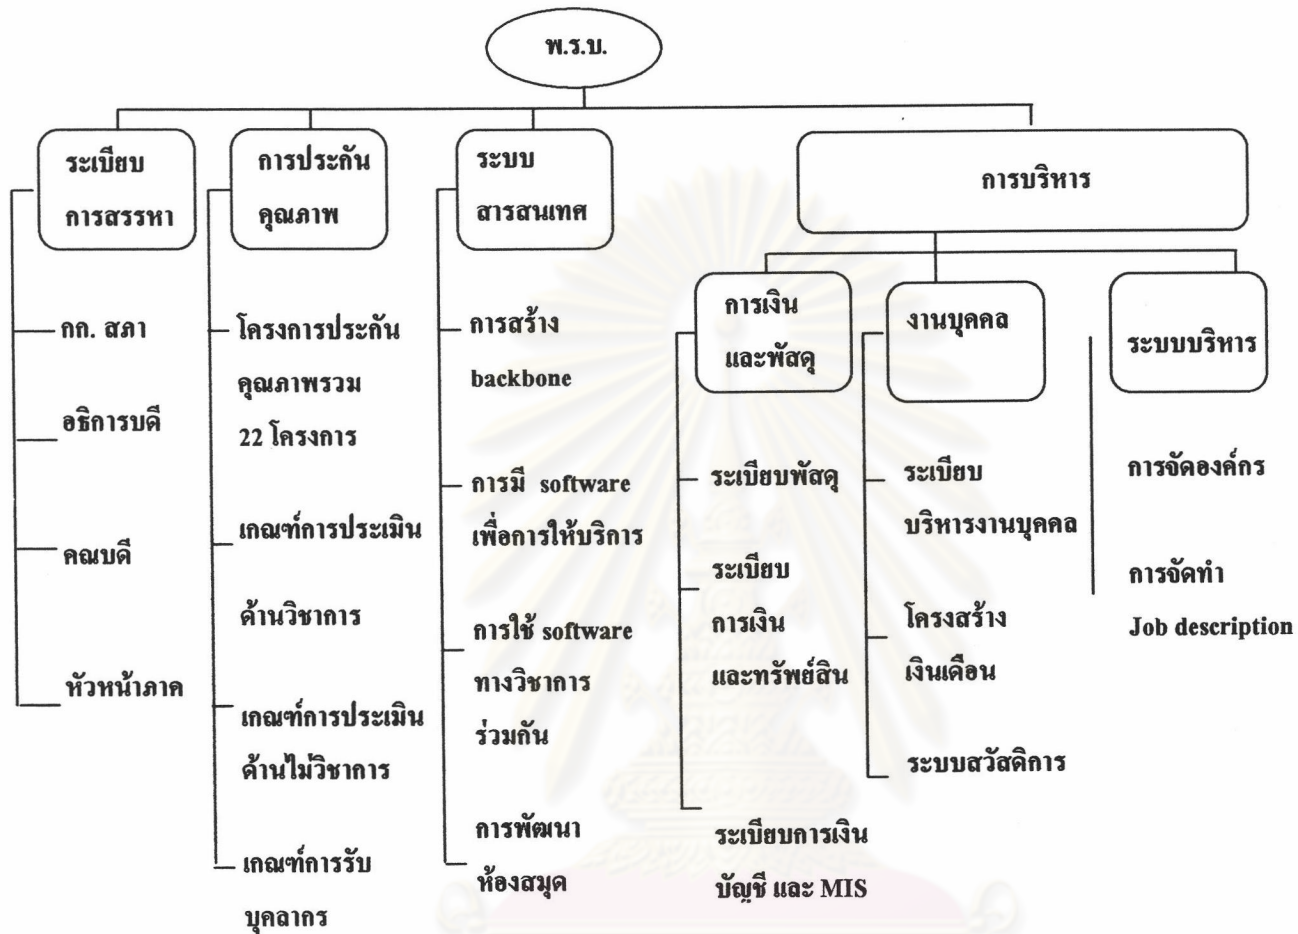 พ.ร.บ.
ระเบียบ
การสรรหา
กก. สภา
อธิการบดี
คณบดี
หัวหน้าภาค
การประกัน
คุณภาพ
โครงการประกัน
คุณภาพรวม
22 โครงการ
เกณฑ์การประเมิน
ด้านวิชาการ
เกณฑ์การประเมิน
ด้านไม่วิชาการ
เกณฑ์การรับ
บุคลากร
ระบบ
สารสนเทศ
การสร้าง
backbone
การมี software
เพื่อการให้บริการ
การใช้ software
ทางวิชาการ
ร่วมกัน
การพัฒนา
ห้องสมุด
การบริหาร
การเงิน
และพัสดุ
ระเบียบพัสดุ
ระเบียบ
การเงิน
และทรัพย์สิน
ระเบียบการเงิน
บัญชี และ MIS
งานบุคคล
ระเบียบ
บริหารงานบุคคล
โครงสร้าง
เงินเดือน
ระบบสวัสดิการ
ระบบบริหาร
การจัดองค์กร
การจัดทำ
Job description